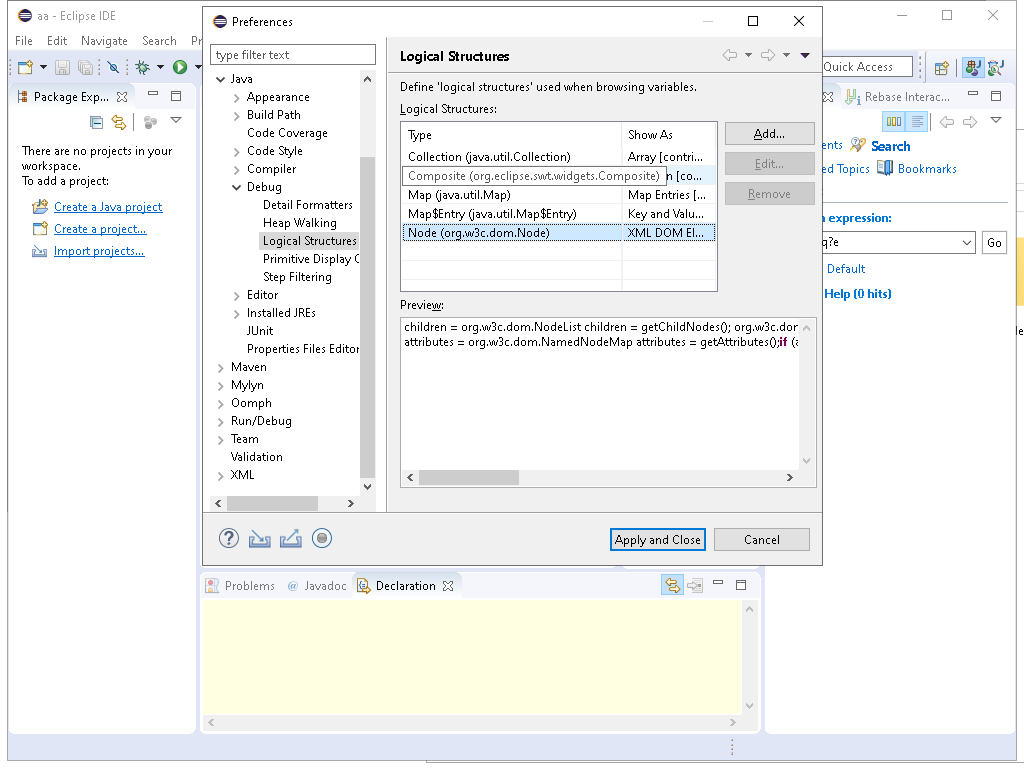 aa - Eclipse IDE
File Edit Navigate Search
Preferences
type filter text
Java
Appearance
Build Path
Code Coverage
Code Style
Compiler
Debug
Detail Formatters
Heap Walking
Logical Structures
Primitive Display
Step Filtering
Editor
Installed JREs
JUnit
Properties Files Editor
Maven
Mylyn
Oomph
Run/Debug
Team
Validation
XML
Logical Structures
Define 'logical structures' used when browsing variables.
Logical Structures:
Type Show As
Collection (java.util.Collection) Array [contri...
Composite (org.eclipse.swt.widgets.Composite) n [co...
Map (java.util.Map) Map Entries [...
Map$Entry (java.util.Map$Entry) Key and Valu...
Node (org.w3c.dom.Node) XML DOM El...
Add...
Edit...
Remove
Preview:
children = org.w3c.dom.NodeList children = getChildNodes(); org.w3c.dom
attributes = org.w3c.dom.NamedNodeMap attributes = getAttributes();if (a
Apply and Close Cancel
Package Exp...
There are no projects in your
workspace.
To add a project:
Create a Java project
Create a project...
Import projects...
Quick Access
Rebase Interac...
ents Search
ed Topics Bookmarks
expression:
q?e Go
Default
Help (0 hits)
Problems @ Javadoc Declaration